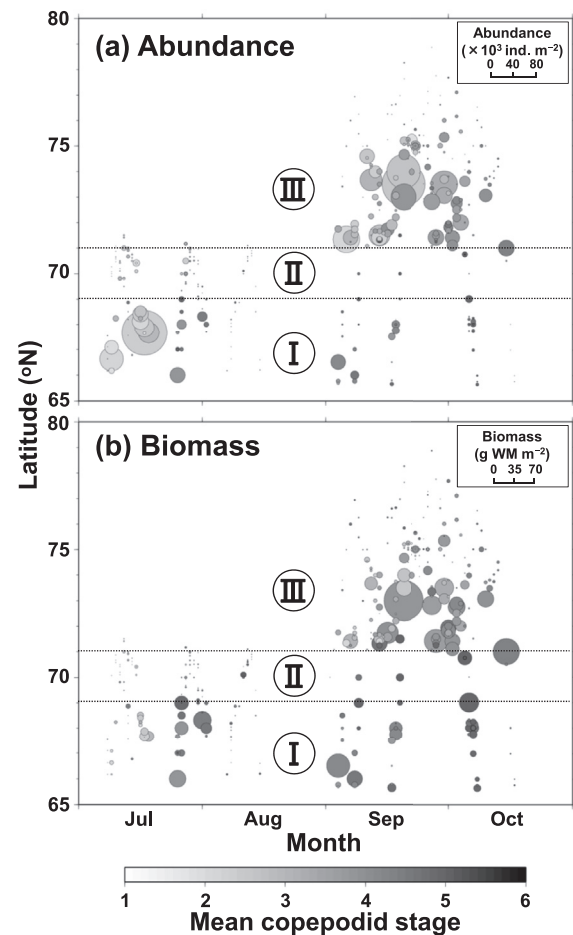 80
(a) Abundance
Abundance
(×10³ ind. m⁻²)
0 40 80
75
III
70
II
I
65
Latitude (°N)
80
(b) Biomass
Biomass
(g WM m⁻²)
0 35 70
75
III
70
II
I
65
Jul Aug Sep Oct
Month
1 2 3 4 5 6
Mean copepodid stage